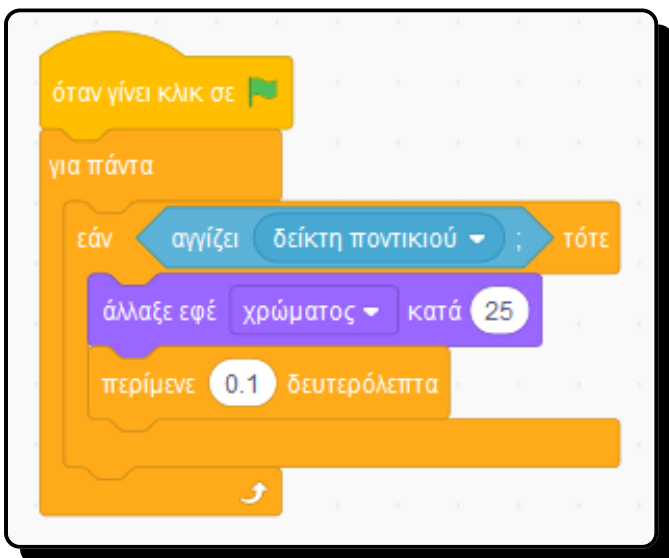 όταν γίνει κλικ σε
για πάντα
εάν αγγίζει δείκτη ποντικιού ; τότε
άλλαξε εφέ χρώματος κατά 25
περίμενε 0.1 δευτερόλεπτα